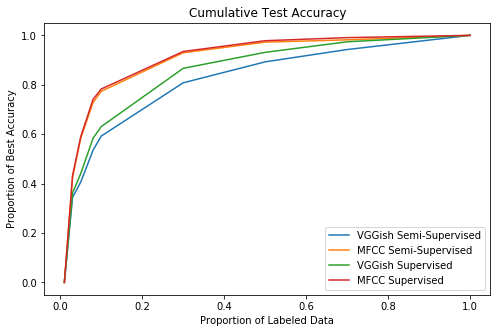 Cumulative Test Accuracy
Proportion of Best Accuracy
1.0
0.8
0.6
0.4
0.2
0.0
0.0 0.2 0.4 0.6 0.8 1.0
Proportion of Labeled Data
VGGish Semi-Supervised
MFCC Semi-Supervised
VGGish Supervised
MFCC Supervised